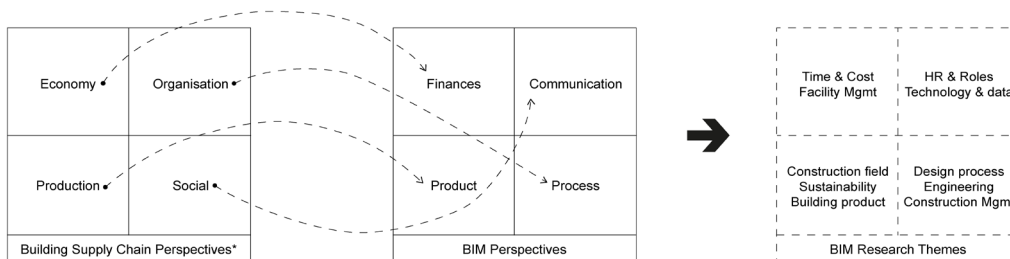 Economy
Organisation
Production
Social
Building Supply Chain Perspectives*
Finances
Communication
Product
Process
BIM Perspectives
Time & Cost
Facility Mgmt
HR & Roles
Technology & data
Construction field
Sustainability
Building product
Design process
Engineering
Construction Mgm
BIM Research Themes